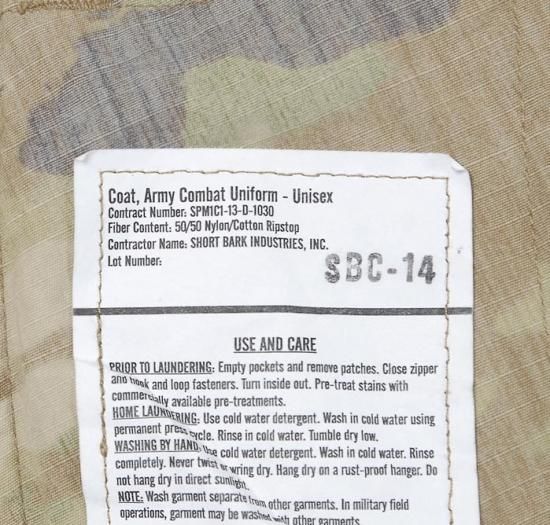 Coat, Army Combat Uniform - Unisex
Contract Number: SPM1C1-13-D-1030
Fiber Content: 50/50 Nylon/Cotton Ripstop
Contractor Name: SHORT BARK INDUSTRIES, INC.
Lot Number:
SBC-14
USE AND CARE
PRIOR TO LAUNDERING: Empty pockets and remove patches. Close zipper
and hook and loop fasteners. Turn inside out. Pre-treat stains with
commercially available pre-treatments.
HOME LAUNDERING: Use cold water detergent. Wash in cold water using
permanent press cycle. Rinse in cold water. Tumble dry low.
WASHING BY HAND: Use cold water detergent. Wash in cold water. Rinse
completely. Never twist or wring dry. Hang dry on a rust-proof hanger. Do
not hang dry in direct sunlight.
NOTE: Wash garment separate from other garments. In military field
operations, garment may be washed with other garments